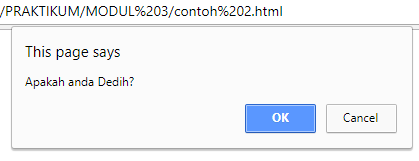 /PRAKTIKUM/MODUL%203/contoh%202.html
This page says
Apakah anda Dedih?
OK
Cancel